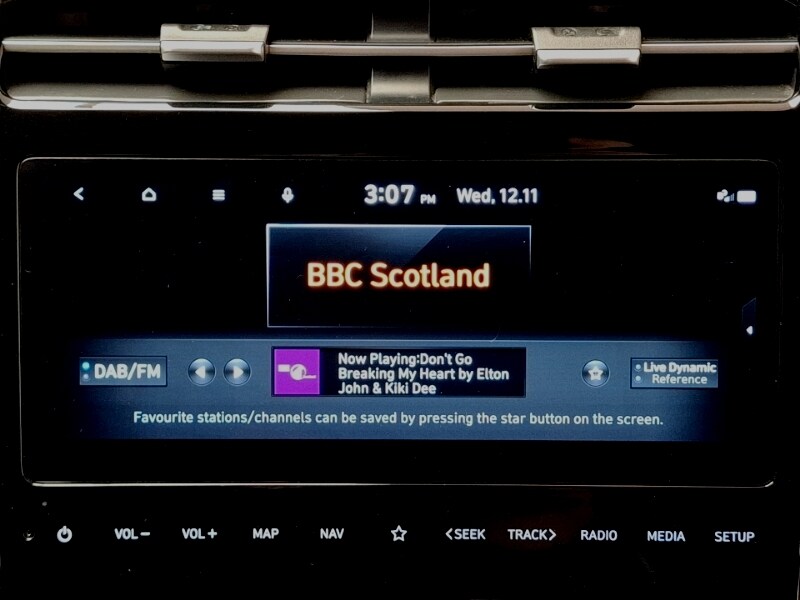 3:07 PM Wed, 12.11
BBC Scotland
DAB/FM
Now Playing:Don't Go
Breaking My Heart by Elton
John & Kiki Dee
Live Dynamic
Reference
Favourite stations/channels can be saved by pressing the star button on the screen.
VOL− VOL+ MAP NAV <SEEK TRACK> RADIO MEDIA SETUP